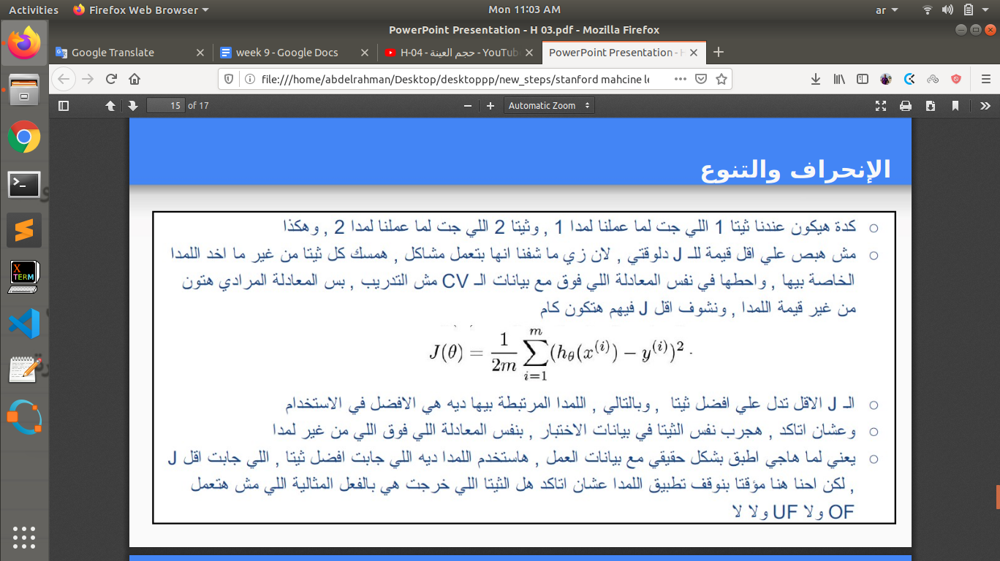 Activities
Firefox Web Browser
Mon 11:03 AM
ar
PowerPoint Presentation - H 03.pdf - Mozilla Firefox
Google Translate
week 9 - Google Docs
H-04 - حجم العينة - YouTub
PowerPoint Presentation - H
file:///home/abdelrahman/Desktop/desktoppp/new_steps/stanford mahcine le
15 of 17
Automatic Zoom
الإنحراف والتنوع
كدة هيكون عندنا ثيتا 1 اللي جت لما عملنا لمدا 1 , وثيتا 2 اللي جت لما عملنا لمدا 2 , وهكذا
مش هبص علي اقل قيمة للـ J دلوقتي , لان زي ما شفنا انها بتعمل مشاكل , همسك كل ثيتا من غير ما اخد اللمدا
الخاصة بيها , واحطها في نفس المعادلة اللي فوق مع بيانات الـ CV مش التدريب , بس المعادلة المرادي هتون
من غير قيمة اللمدا , ونشوف اقل J فيهم هتكون كام
J(θ) = 1/2m ∑ i=1 m (hθ(x(i)) − y(i))2
الـ J الاقل تدل علي افضل ثيتا , وبالتالي , اللمدا المرتبطة بيها ديه هي الافضل في الاستخدام
وعشان اتاكد , هجرب نفس الثيتا في بيانات الاختبار , بنفس المعادلة اللي فوق اللي من غير لمدا
يعني لما هاجي اطبق بشكل حقيقي مع بيانات العمل , هاستخدم اللمدا ديه اللي جابت افضل ثيتا , اللي جابت اقل J
, لكن احنا هنا مؤقتا بنوقف تطبيق اللمدا عشان اتاكد هل الثيتا اللي خرجت هي بالفعل المثالية اللي مش هتعمل
OF ولا UF ولا لا
XTERM